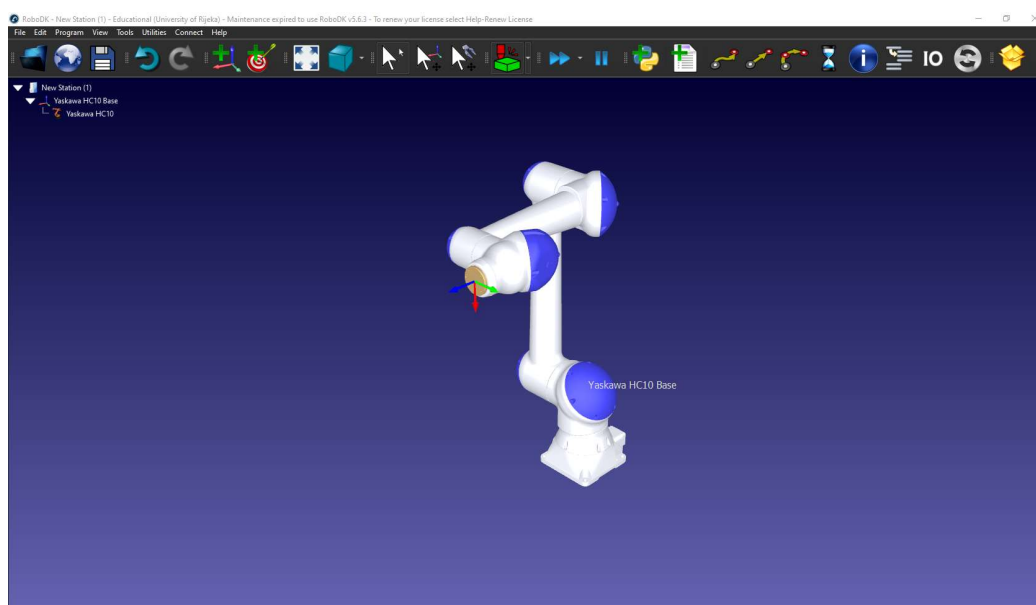 RoboDK - New Station (1) - Educational (University of Rijeka) - Maintenance expired to use RoboDK v5.6.3 - To renew your license select Help-Renew License
File Edit Program View Tools Utilities Connect Help
IO
New Station (1)
Yaskawa HC10 Base
Yaskawa HC10
Yaskawa HC10 Base